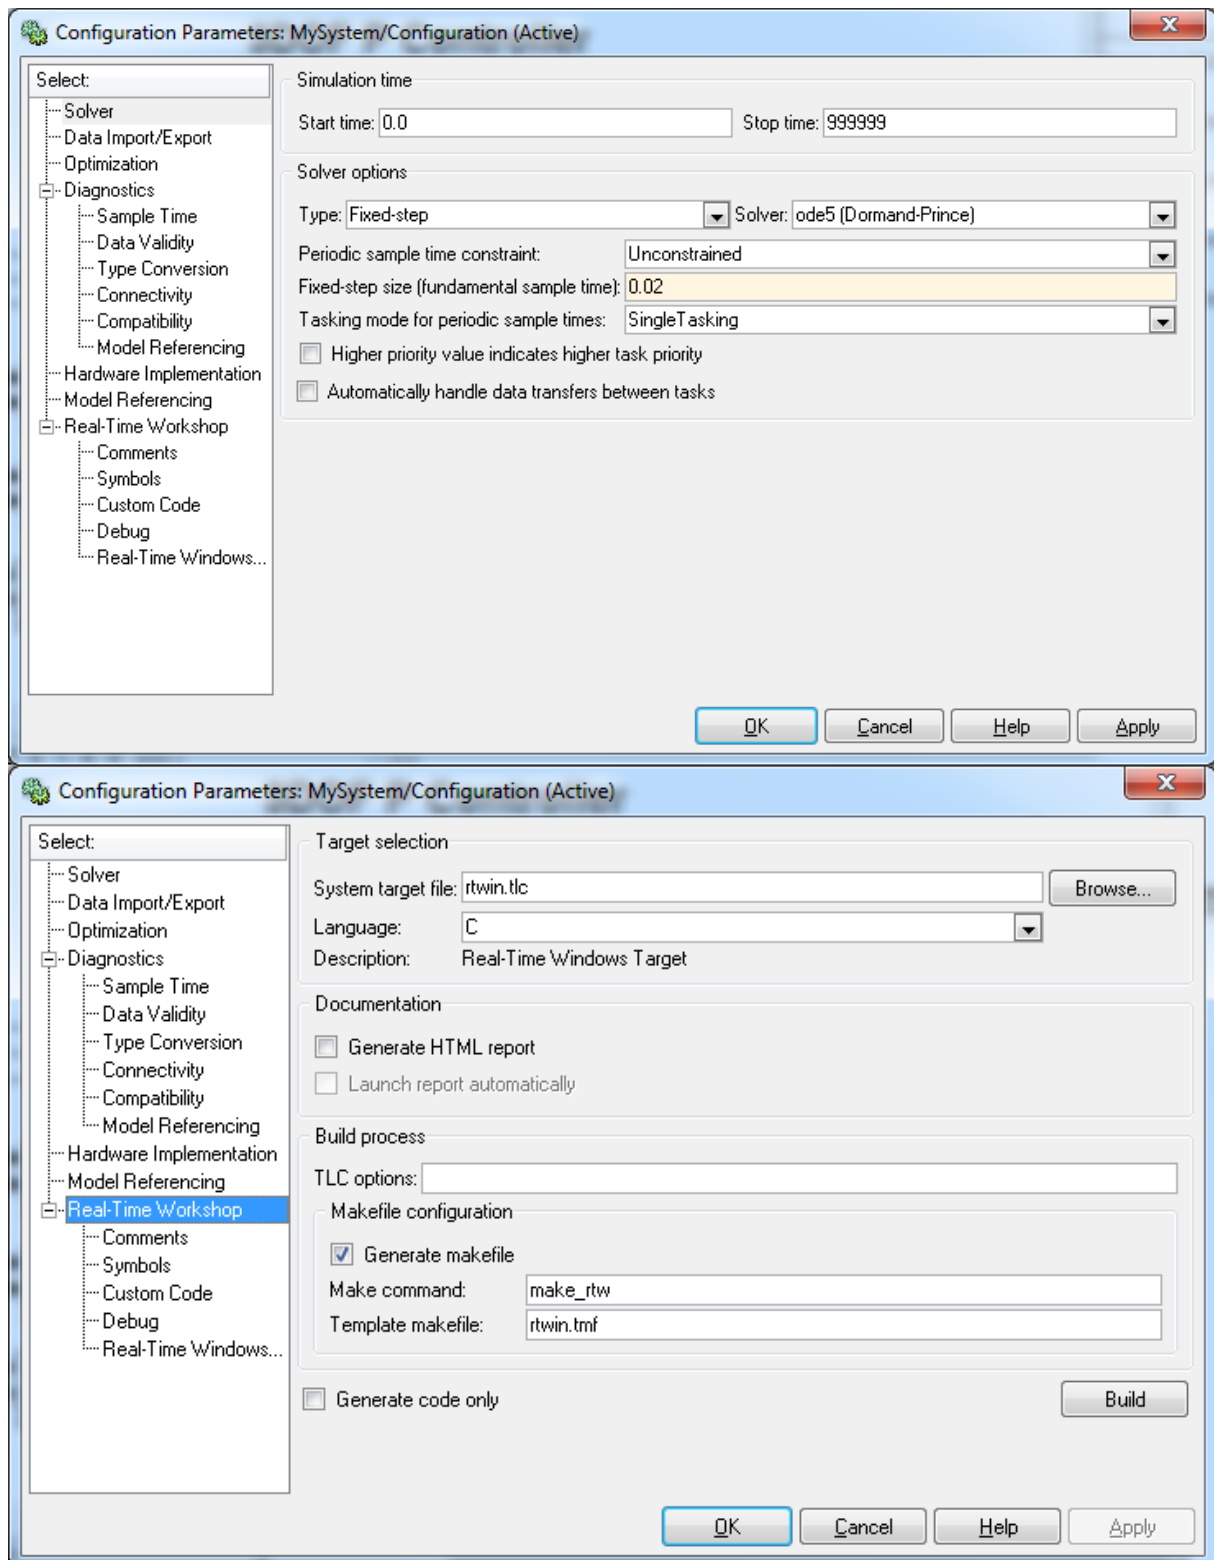 Configuration Parameters: MySystem/Configuration (Active)
Select:
Solver
Data Import/Export
Optimization
Diagnostics
Sample Time
Data Validity
Type Conversion
Connectivity
Compatibility
Model Referencing
Hardware Implementation
Model Referencing
Real-Time Workshop
Comments
Symbols
Custom Code
Debug
Real-Time Windows...
Simulation time
Start time: 0.0 Stop time: 999999
Solver options
Type: Fixed-step Solver: ode5 (Dormand-Prince)
Periodic sample time constraint: Unconstrained
Fixed-step size (fundamental sample time): 0.02
Tasking mode for periodic sample times: SingleTasking
Higher priority value indicates higher task priority
Automatically handle data transfers between tasks
OK Cancel Help Apply
Configuration Parameters: MySystem/Configuration (Active)
Select:
Solver
Data Import/Export
Optimization
Diagnostics
Sample Time
Data Validity
Type Conversion
Connectivity
Compatibility
Model Referencing
Hardware Implementation
Model Referencing
Real-Time Workshop
Comments
Symbols
Custom Code
Debug
Real-Time Windows...
Target selection
System target file: rtwin.tlc Browse...
Language: C
Description: Real-Time Windows Target
Documentation
Generate HTML report
Launch report automatically
Build process
TLC options:
Makefile configuration
Generate makefile
Make command: make_rtw
Template makefile: rtwin.tmf
Generate code only Build
OK Cancel Help Apply